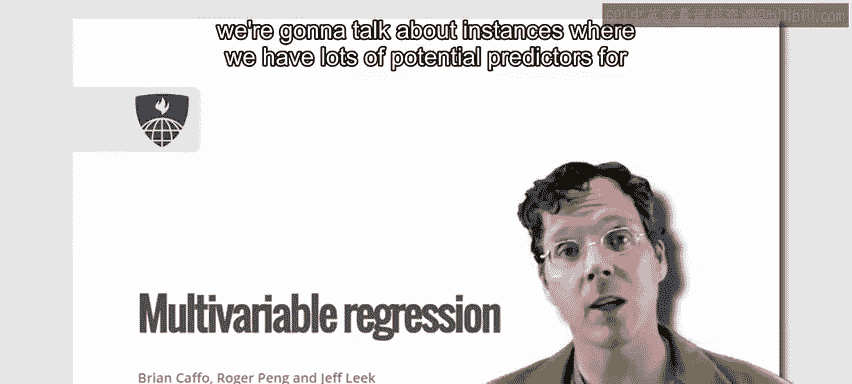 we're gonna talk about instances where
we have lots of potential predictors for
Multivariable regression
Brian Caffo, Roger Peng and Jeff Leek